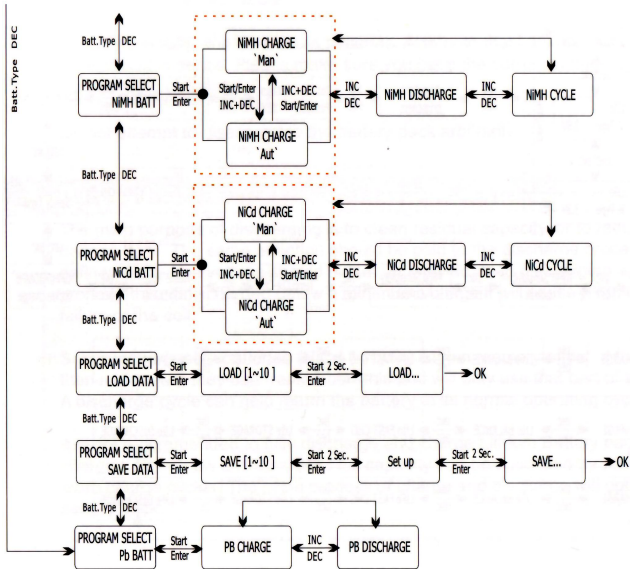 Batt.Type DEC
Batt.Type DEC
PROGRAM SELECT
NiMH BATT
Start
Enter
NiMH CHARGE
`Man`
Start/Enter
INC+DEC
INC+DEC
Start/Enter
NiMH CHARGE
`Aut`
INC
DEC
NiMH DISCHARGE
INC
DEC
NiMH CYCLE
Batt.Type DEC
PROGRAM SELECT
NiCd BATT
Start
Enter
NiCd CHARGE
`Man`
Start/Enter
INC+DEC
INC+DEC
Start/Enter
NiCd CHARGE
`Aut`
INC
DEC
NiCd DISCHARGE
INC
DEC
NiCd CYCLE
Batt.Type DEC
PROGRAM SELECT
LOAD DATA
Start
Enter
LOAD [1~10 ]
Start 2 Sec.
Enter
LOAD...
OK
Batt.Type DEC
PROGRAM SELECT
SAVE DATA
Start
Enter
SAVE [1~10 ]
Start 2 Sec.
Enter
Set up
Start 2 Sec.
Enter
SAVE...
OK
Batt.Type DEC
PROGRAM SELECT
Pb BATT
Start
Enter
PB CHARGE
INC
DEC
PB DISCHARGE